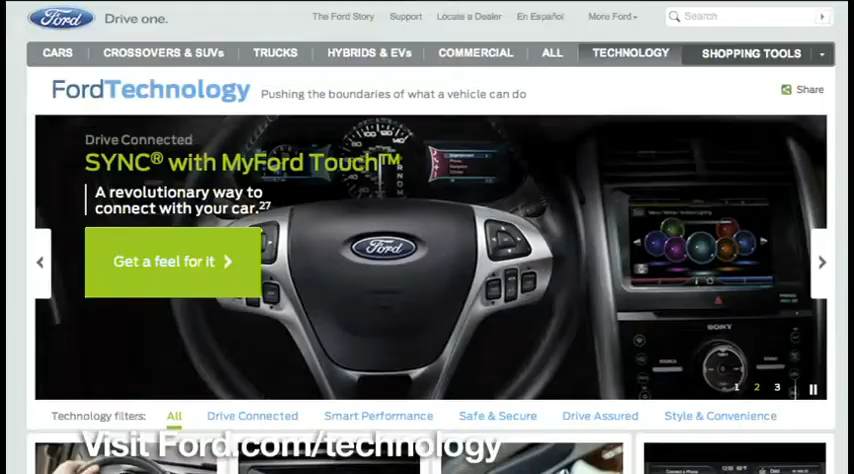 Ford Drive one.
The Ford Story Support Locate a Dealer En Español More Ford Search
CARS CROSSOVERS & SUVs TRUCKS HYBRIDS & EVs COMMERCIAL ALL TECHNOLOGY SHOPPING TOOLS
FordTechnology Pushing the boundaries of what a vehicle can do Share
Drive Connected
SYNC® with MyFord Touch™
A revolutionary way to
connect with your car.27
Get a feel for it
Ford
SONY
1 2 3
Technology filters: All Drive Connected Smart Performance Safe & Secure Drive Assured Style & Convenience
Visit Ford.com/technology